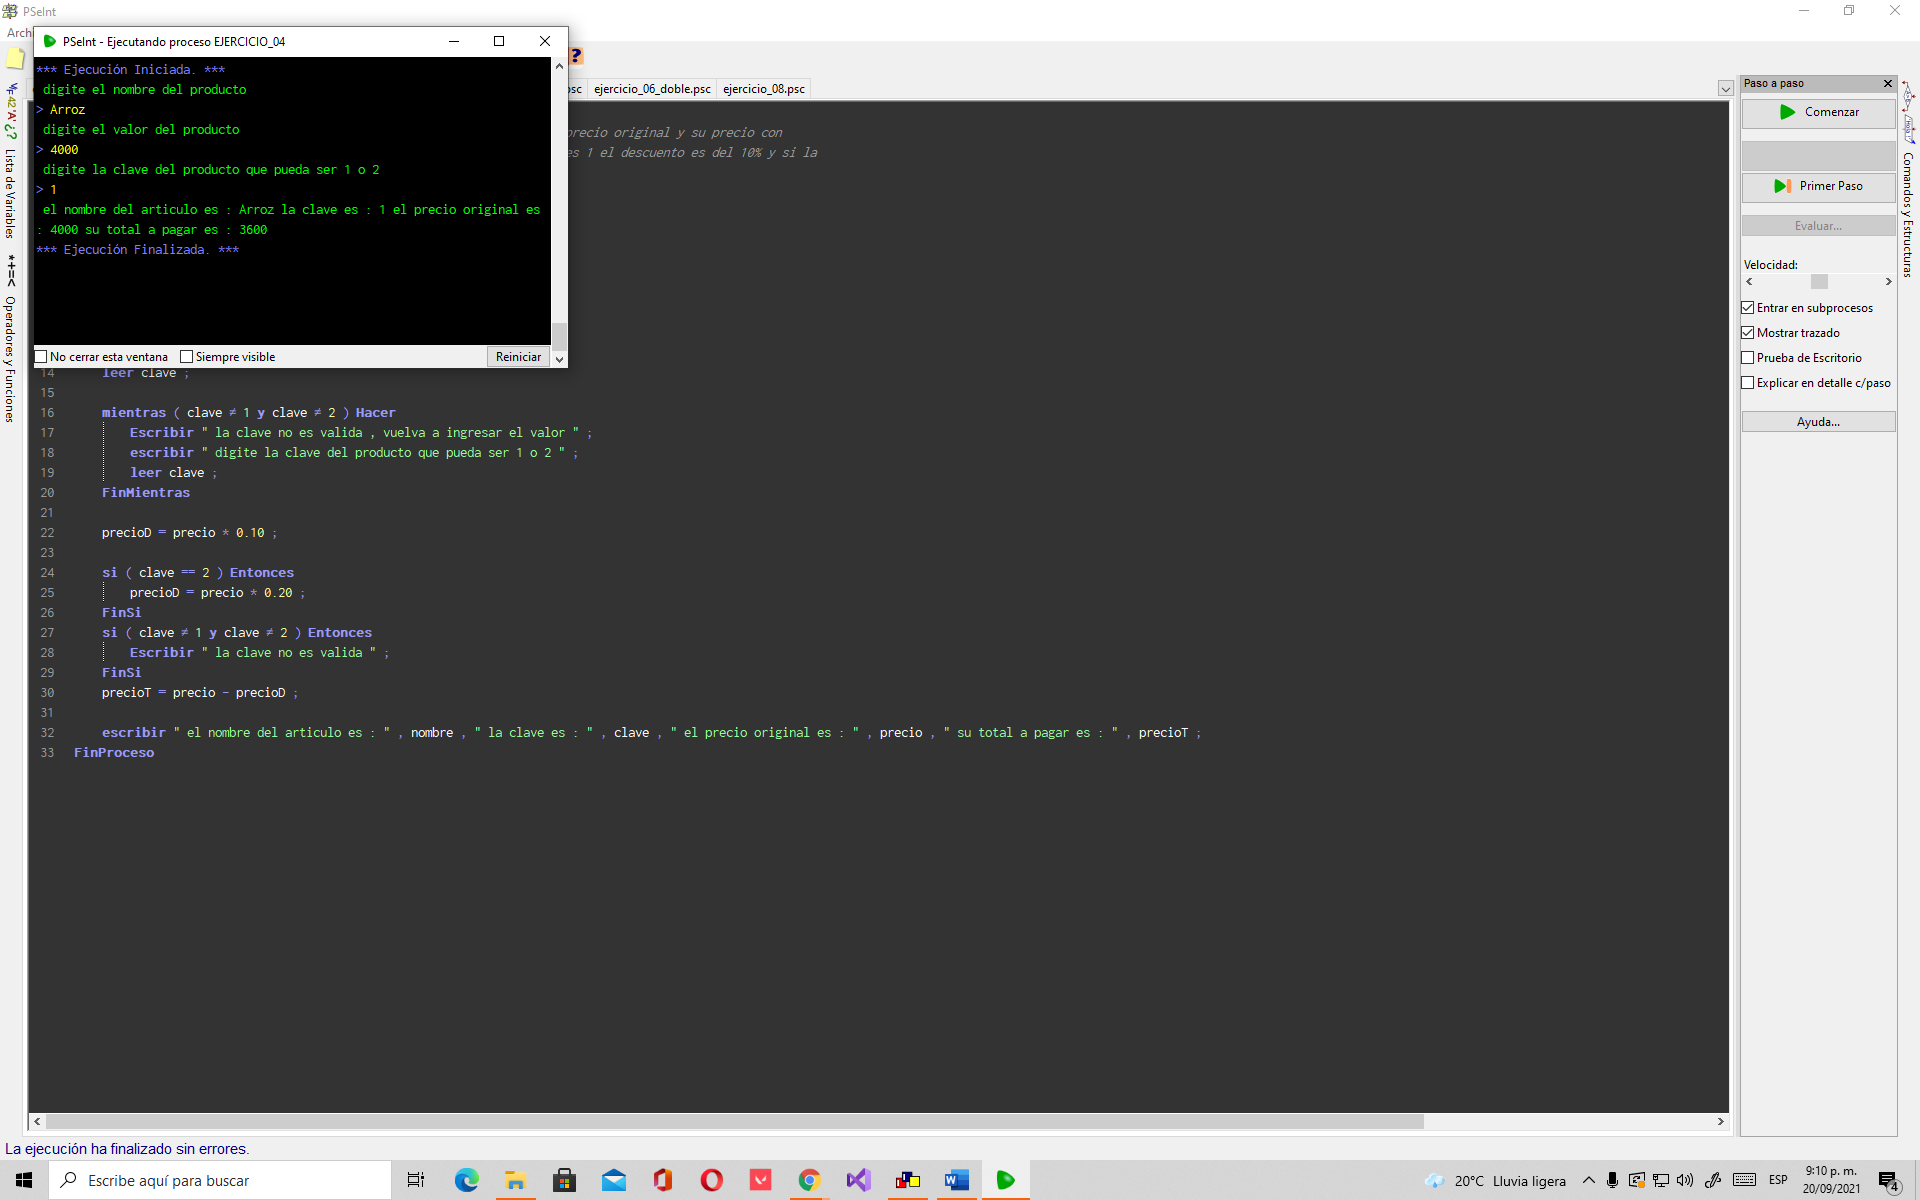 PSeInt
Archi
PSeInt - Ejecutando proceso EJERCICIO_04
*** Ejecución Iniciada. ***
digite el nombre del producto
> Arroz
digite el valor del producto
> 4000
digite la clave del producto que pueda ser 1 o 2
> 1
el nombre del articulo es : Arroz la clave es : 1 el precio original es
: 4000 su total a pagar es : 3600
*** Ejecución Finalizada. ***
No cerrar esta ventana
Siempre visible
Reiniciar
?
psc
ejercicio_06_doble.psc
ejercicio_08.psc
precio original y su precio con
es 1 el descuento es del 10% y si la
14 leer clave ;
15
16 mientras ( clave ≠ 1 y clave ≠ 2 ) Hacer
17 Escribir " la clave no es valida , vuelva a ingresar el valor " ;
18 escribir " digite la clave del producto que pueda ser 1 o 2 " ;
19 leer clave ;
20 FinMientras
21
22 precioD = precio * 0.10 ;
23
24 si ( clave == 2 ) Entonces
25 precioD = precio * 0.20 ;
26 FinSi
27 si ( clave ≠ 1 y clave ≠ 2 ) Entonces
28 Escribir " la clave no es valida " ;
29 FinSi
30 precioT = precio - precioD ;
31
32 escribir " el nombre del articulo es : " , nombre , " la clave es : " , clave , " el precio original es : " , precio , " su total a pagar es : " , precioT ;
33 FinProceso
Lista de Variables
*+=<
Operadores y Funciones
Paso a paso
Comenzar
Primer Paso
Evaluar...
Velocidad:
Entrar en subprocesos
Mostrar trazado
Prueba de Escritorio
Explicar en detalle c/paso
Ayuda...
Comandos y Estructuras
La ejecución ha finalizado sin errores.
Escribe aquí para buscar
20°C Lluvia ligera
ESP
9:10 p. m.
20/09/2021
4